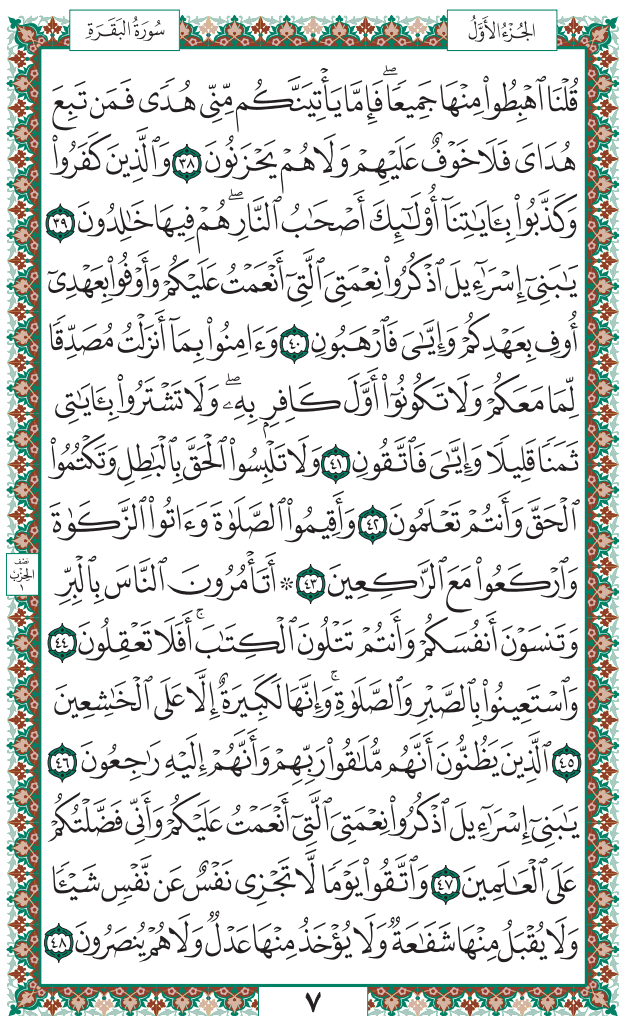 الجُزْءُ الأَوَّلُ
سُورَةُ البَقَرَةِ
قُلْنَا ٱهْبِطُوا۟ مِنْهَا جَمِيعًۭا ۖ فَإِمَّا يَأْتِيَنَّكُم مِّنِّى هُدًۭى فَمَن تَبِعَ
هُدَاىَ فَلَا خَوْفٌ عَلَيْهِمْ وَلَا هُمْ يَحْزَنُونَ ٣٨ وَٱلَّذِينَ كَفَرُوا۟
وَكَذَّبُوا۟ بِـَٔايَـٰتِنَآ أُو۟لَـٰٓئِكَ أَصْحَـٰبُ ٱلنَّارِ ۖ هُمْ فِيهَا خَـٰلِدُونَ ٣٩
يَـٰبَنِىٓ إِسْرَٰٓءِيلَ ٱذْكُرُوا۟ نِعْمَتِىَ ٱلَّتِىٓ أَنْعَمْتُ عَلَيْكُمْ وَأَوْفُوا۟ بِعَهْدِىٓ
أُوفِ بِعَهْدِكُمْ وَإِيَّـٰىَ فَٱرْهَبُونِ ٤٠ وَءَامِنُوا۟ بِمَآ أَنزَلْتُ مُصَدِّقًۭا
لِّمَا مَعَكُمْ وَلَا تَكُونُوٓا۟ أَوَّلَ كَافِرٍۭ بِهِۦ ۖ وَلَا تَشْتَرُوا۟ بِـَٔايَـٰتِى
ثَمَنًۭا قَلِيلًۭا وَإِيَّـٰىَ فَٱتَّقُونِ ٤١ وَلَا تَلْبِسُوا۟ ٱلْحَقَّ بِٱلْبَـٰطِلِ وَتَكْتُمُوا۟
ٱلْحَقَّ وَأَنتُمْ تَعْلَمُونَ ٤٢ وَأَقِيمُوا۟ ٱلصَّلَوٰةَ وَءَاتُوا۟ ٱلزَّكَوٰةَ
وَٱرْكَعُوا۟ مَعَ ٱلرَّٰكِعِينَ ٤٣ ۞ أَتَأْمُرُونَ ٱلنَّاسَ بِٱلْبِرِّ
نصف
الحِزْب
١
وَتَنسَوْنَ أَنفُسَكُمْ وَأَنتُمْ تَتْلُونَ ٱلْكِتَـٰبَ ۚ أَفَلَا تَعْقِلُونَ ٤٤
وَٱسْتَعِينُوا۟ بِٱلصَّبْرِ وَٱلصَّلَوٰةِ ۚ وَإِنَّهَا لَكَبِيرَةٌ إِلَّا عَلَى ٱلْخَـٰشِعِينَ
٤٥ ٱلَّذِينَ يَظُنُّونَ أَنَّهُم مُّلَـٰقُوا۟ رَبِّهِمْ وَأَنَّهُمْ إِلَيْهِ رَٰجِعُونَ ٤٦
يَـٰبَنِىٓ إِسْرَٰٓءِيلَ ٱذْكُرُوا۟ نِعْمَتِىَ ٱلَّتِىٓ أَنْعَمْتُ عَلَيْكُمْ وَأَنِّى فَضَّلْتُكُمْ
عَلَى ٱلْعَـٰلَمِينَ ٤٧ وَٱتَّقُوا۟ يَوْمًۭا لَّا تَجْزِى نَفْسٌ عَن نَّفْسٍۢ شَيْـًۭٔا
وَلَا يُقْبَلُ مِنْهَا شَفَـٰعَةٌۭ وَلَا يُؤْخَذُ مِنْهَا عَدْلٌۭ وَلَا هُمْ يُنصَرُونَ ٤٨
٧